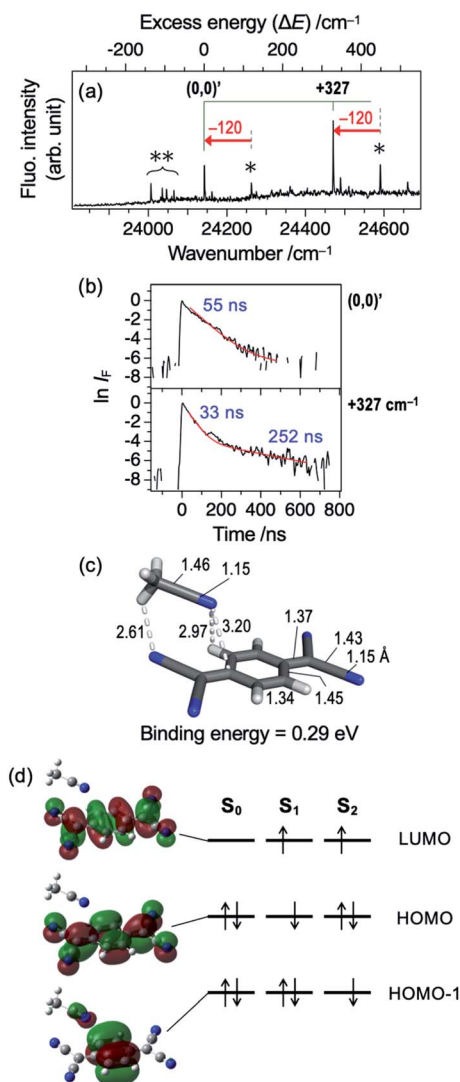 Excess energy (ΔE) /cm⁻¹
-200 0 200 400
(a)
(0,0)'
+327
−120
−120
**
*
*
Fluo. intensity
(arb. unit)
24000 24200 24400 24600
Wavenumber /cm⁻¹
(b)
(0,0)'
55 ns
0
-2
-4
-6
-8
ln I_F
+327 cm⁻¹
33 ns
252 ns
0
-2
-4
-6
-8
0 200 400 600 800
Time /ns
(c)
1.46
1.15
2.61
2.97
3.20
1.37
1.43
1.15 Å
1.34
1.45
Binding energy = 0.29 eV
(d)
S₀ S₁ S₂
LUMO
HOMO
HOMO-1